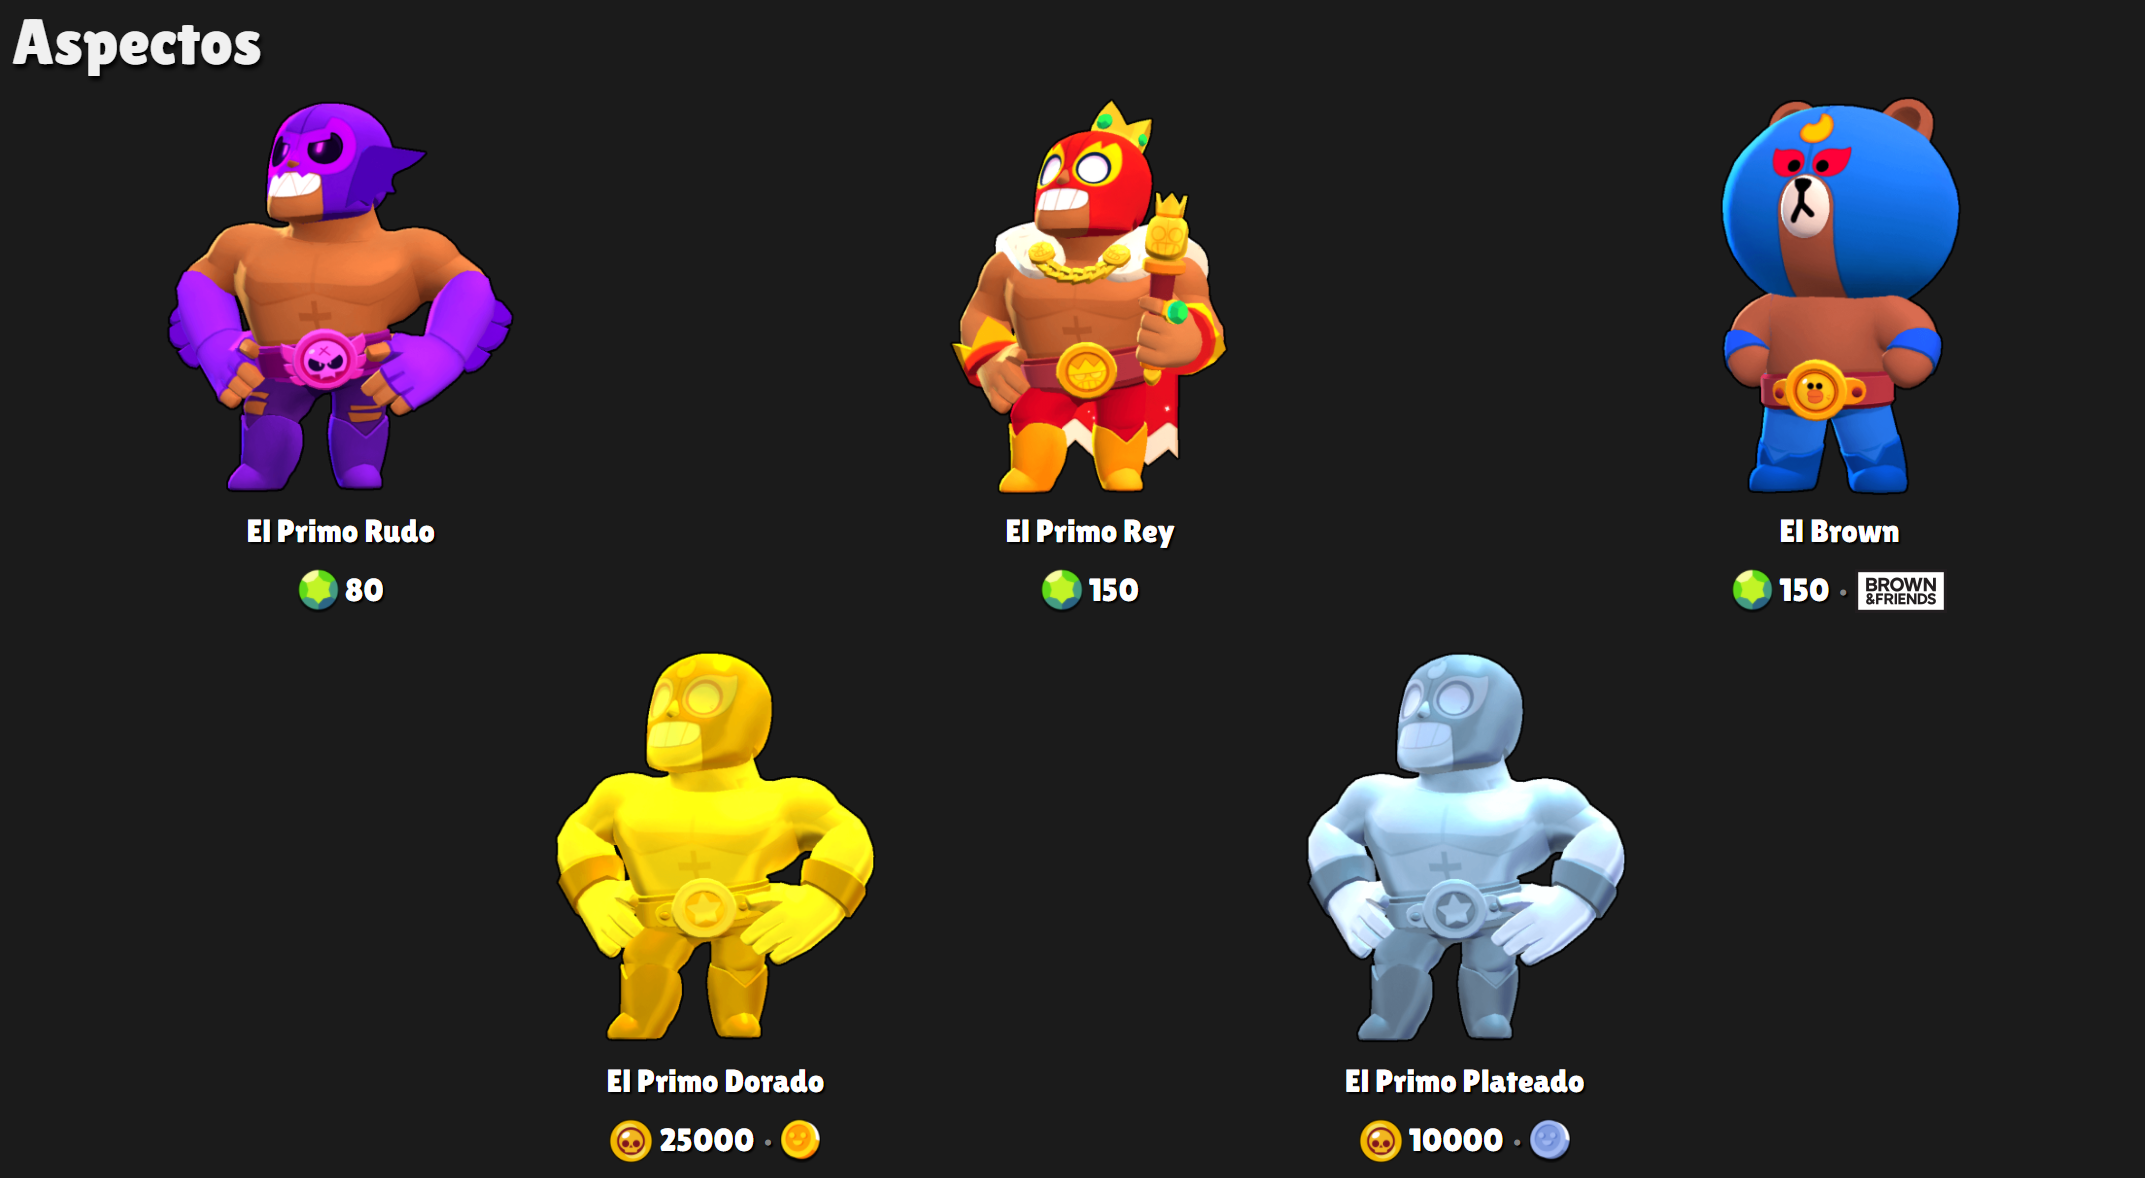 Aspectos
El Primo Rudo
80
El Primo Rey
150
El Brown
150 · BROWN
&FRIENDS
El Primo Dorado
25000 ·
El Primo Plateado
10000 ·